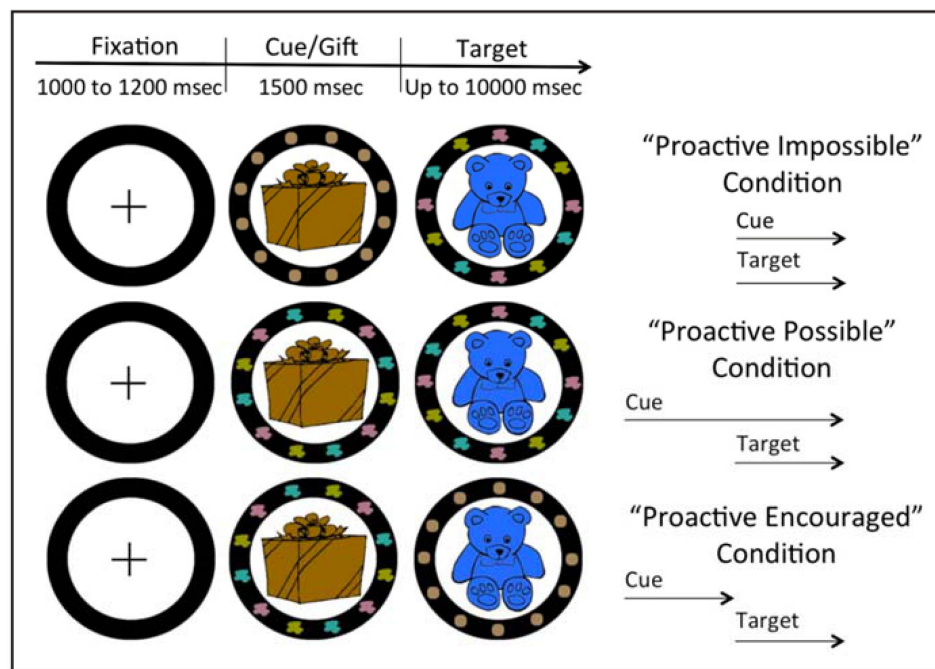 Fixation
Cue/Gift
Target
1000 to 1200 msec
1500 msec
Up to 10000 msec
“Proactive Impossible”
Condition
Cue
Target
“Proactive Possible”
Condition
Cue
Target
“Proactive Encouraged”
Condition
Cue
Target